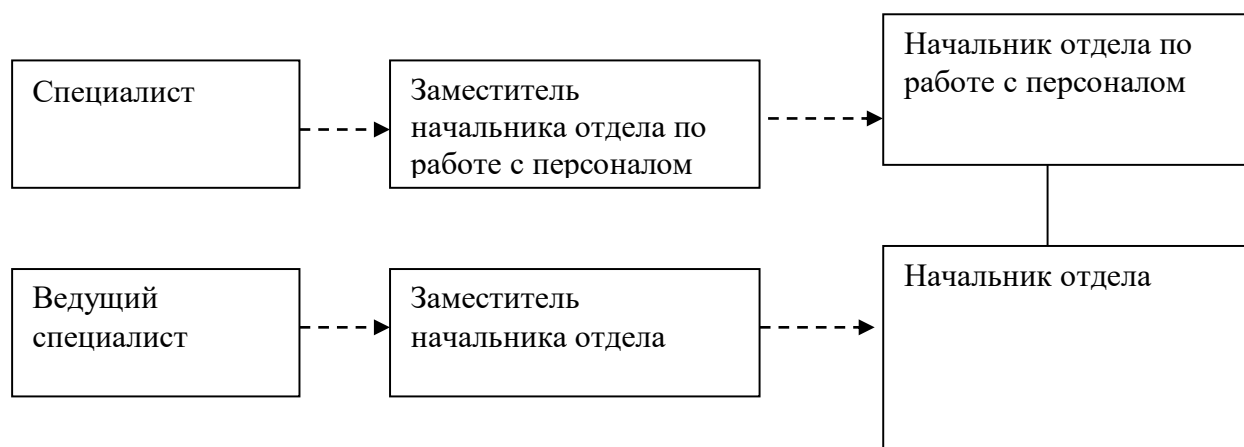 Специалист
Заместитель
начальника отдела по
работе с персоналом
Начальник отдела по
работе с персоналом
Ведущий
специалист
Заместитель
начальника отдела
Начальник отдела